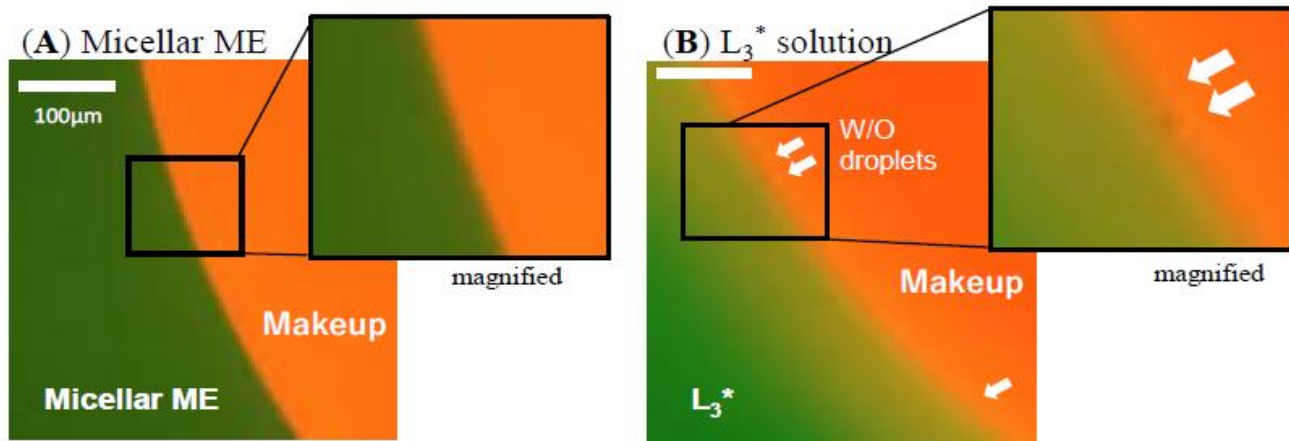 (A) Micellar ME
100μm
magnified
Makeup
Micellar ME
(B) L₃* solution
W/O
droplets
magnified
Makeup
L₃*